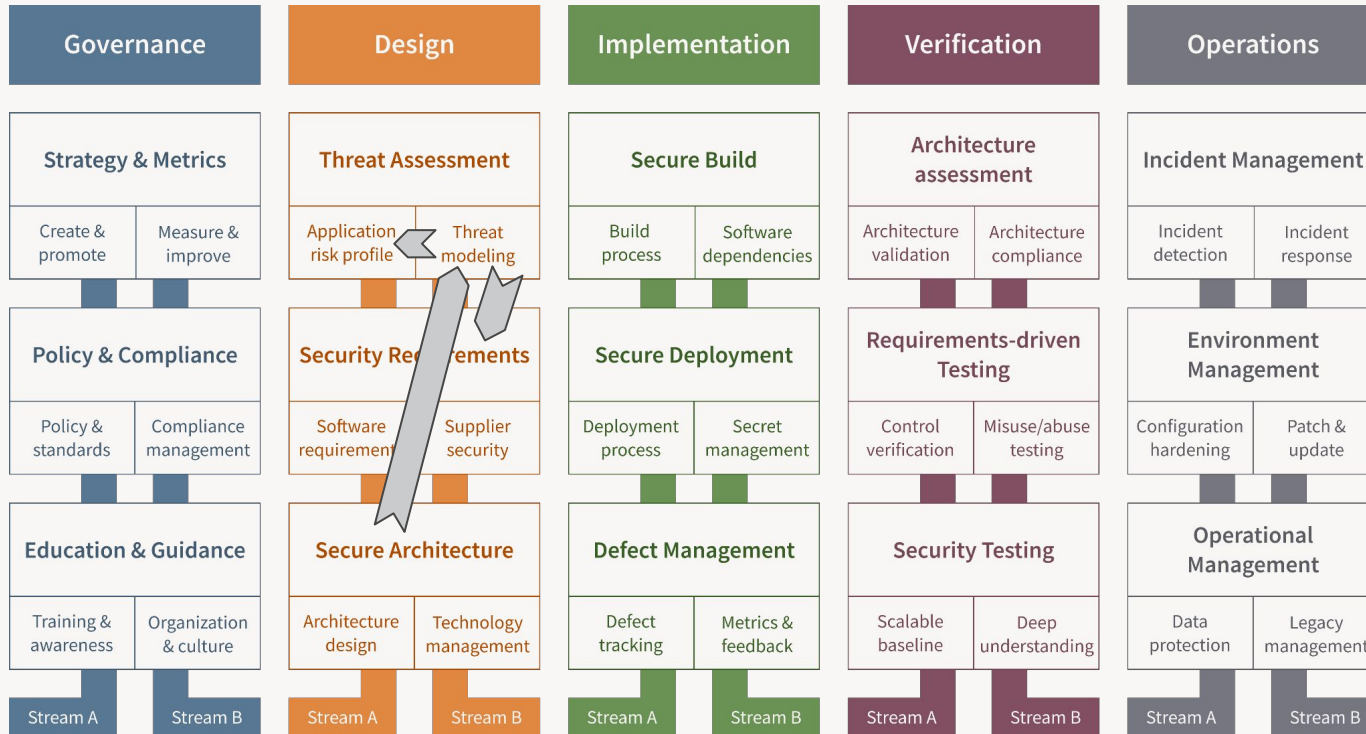 Governance
Design
Implementation
Verification
Operations
Strategy & Metrics
Create &
promote
Measure &
improve
Policy & Compliance
Policy &
standards
Compliance
management
Education & Guidance
Training &
awareness
Organization
& culture
Stream A
Stream B
Threat Assessment
Application
risk profile
Threat
modeling
Security Requirements
Software
requirement
Supplier
security
Secure Architecture
Architecture
design
Technology
management
Stream A
Stream B
Secure Build
Build
process
Software
dependencies
Secure Deployment
Deployment
process
Secret
management
Defect Management
Defect
tracking
Metrics &
feedback
Stream A
Stream B
Architecture
assessment
Architecture
validation
Architecture
compliance
Requirements-driven
Testing
Control
verification
Misuse/abuse
testing
Security Testing
Scalable
baseline
Deep
understanding
Stream A
Stream B
Incident Management
Incident
detection
Incident
response
Environment
Management
Configuration
hardening
Patch &
update
Operational
Management
Data
protection
Legacy
management
Stream A
Stream B